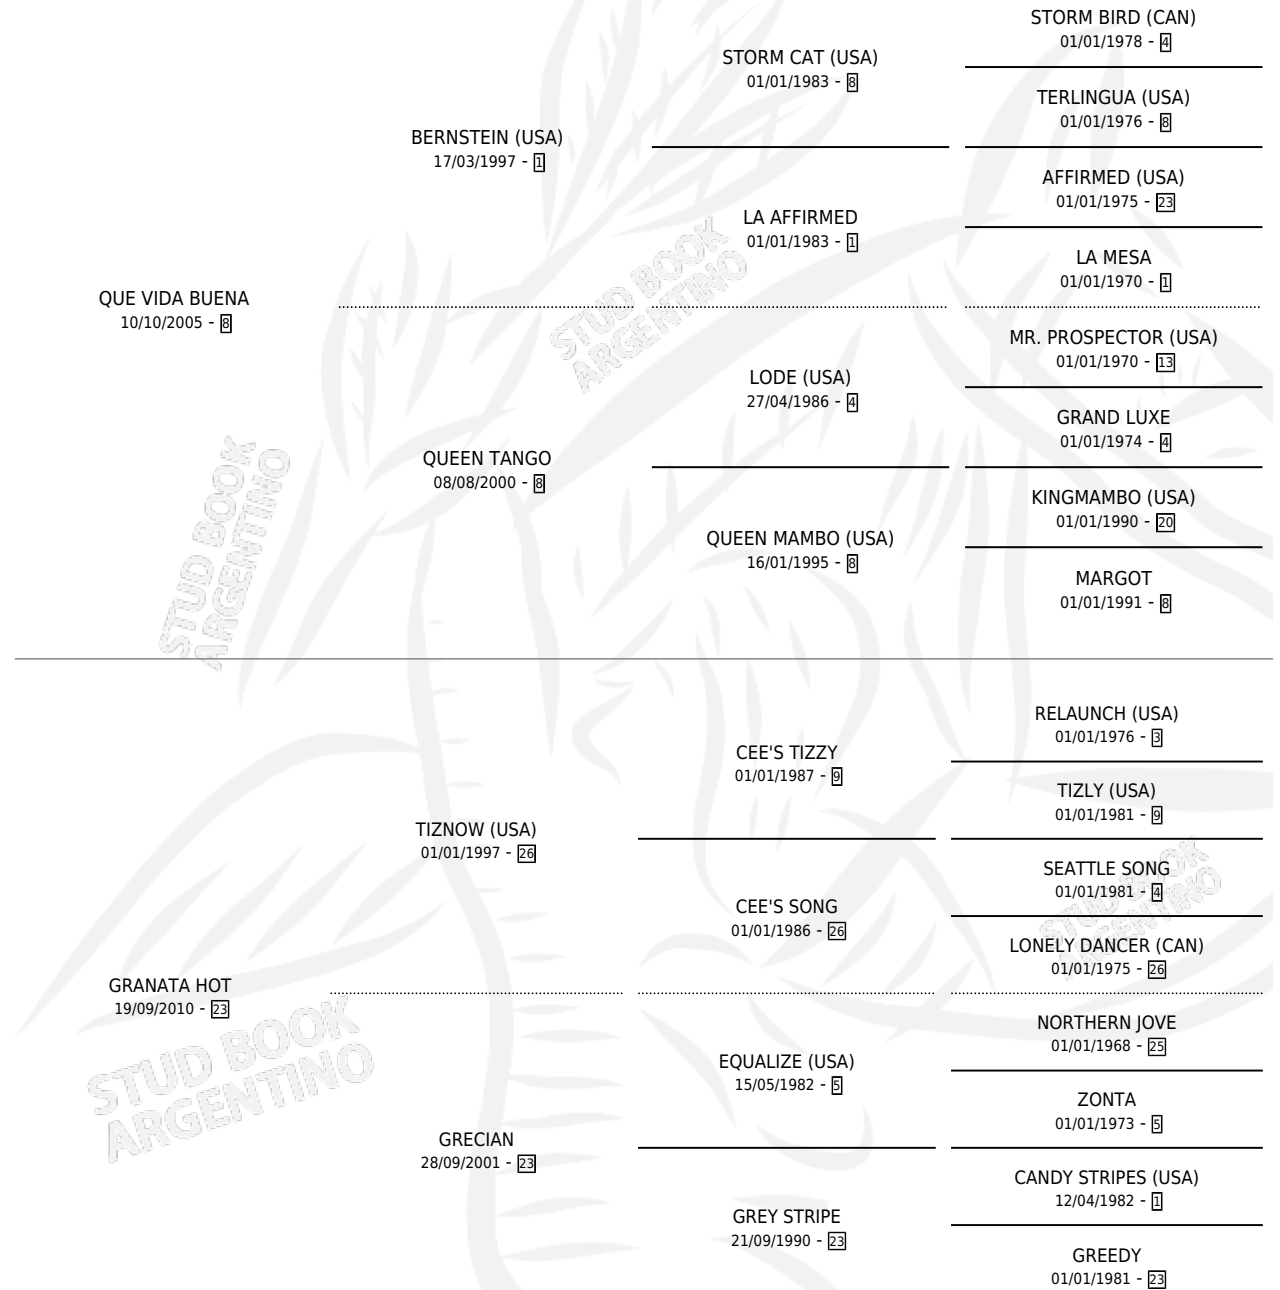 STORM BIRD (CAN)
01/01/1978 - 4
STORM CAT (USA)
01/01/1983 - 8
TERLINGUA (USA)
01/01/1976 - 8
BERNSTEIN (USA)
17/03/1997 - 1
AFFIRMED (USA)
01/01/1975 - 23
LA AFFIRMED
01/01/1983 - 1
LA MESA
01/01/1970 - 1
QUE VIDA BUENA
10/10/2005 - 8
MR. PROSPECTOR (USA)
01/01/1970 - 13
LODE (USA)
27/04/1986 - 4
GRAND LUXE
01/01/1974 - 4
QUEEN TANGO
08/08/2000 - 8
KINGMAMBO (USA)
01/01/1990 - 20
QUEEN MAMBO (USA)
16/01/1995 - 8
MARGOT
01/01/1991 - 8
STUD BOOK
ARGENTINO
STUD BOOK
ARGENTINO
RELAUNCH (USA)
01/01/1976 - 3
CEE'S TIZZY
01/01/1987 - 9
TIZLY (USA)
01/01/1981 - 9
TIZNOW (USA)
01/01/1997 - 26
SEATTLE SONG
01/01/1981 - 4
CEE'S SONG
01/01/1986 - 26
LONELY DANCER (CAN)
01/01/1975 - 26
GRANATA HOT
19/09/2010 - 23
NORTHERN JOVE
01/01/1968 - 25
EQUALIZE (USA)
15/05/1982 - 5
ZONTA
01/01/1973 - 5
GRECIAN
28/09/2001 - 23
CANDY STRIPES (USA)
12/04/1982 - 1
GREY STRIPE
21/09/1990 - 23
GREEDY
01/01/1981 - 23
STUD BOOK
ARGENTINO
STUD BOOK
ARGENTINO